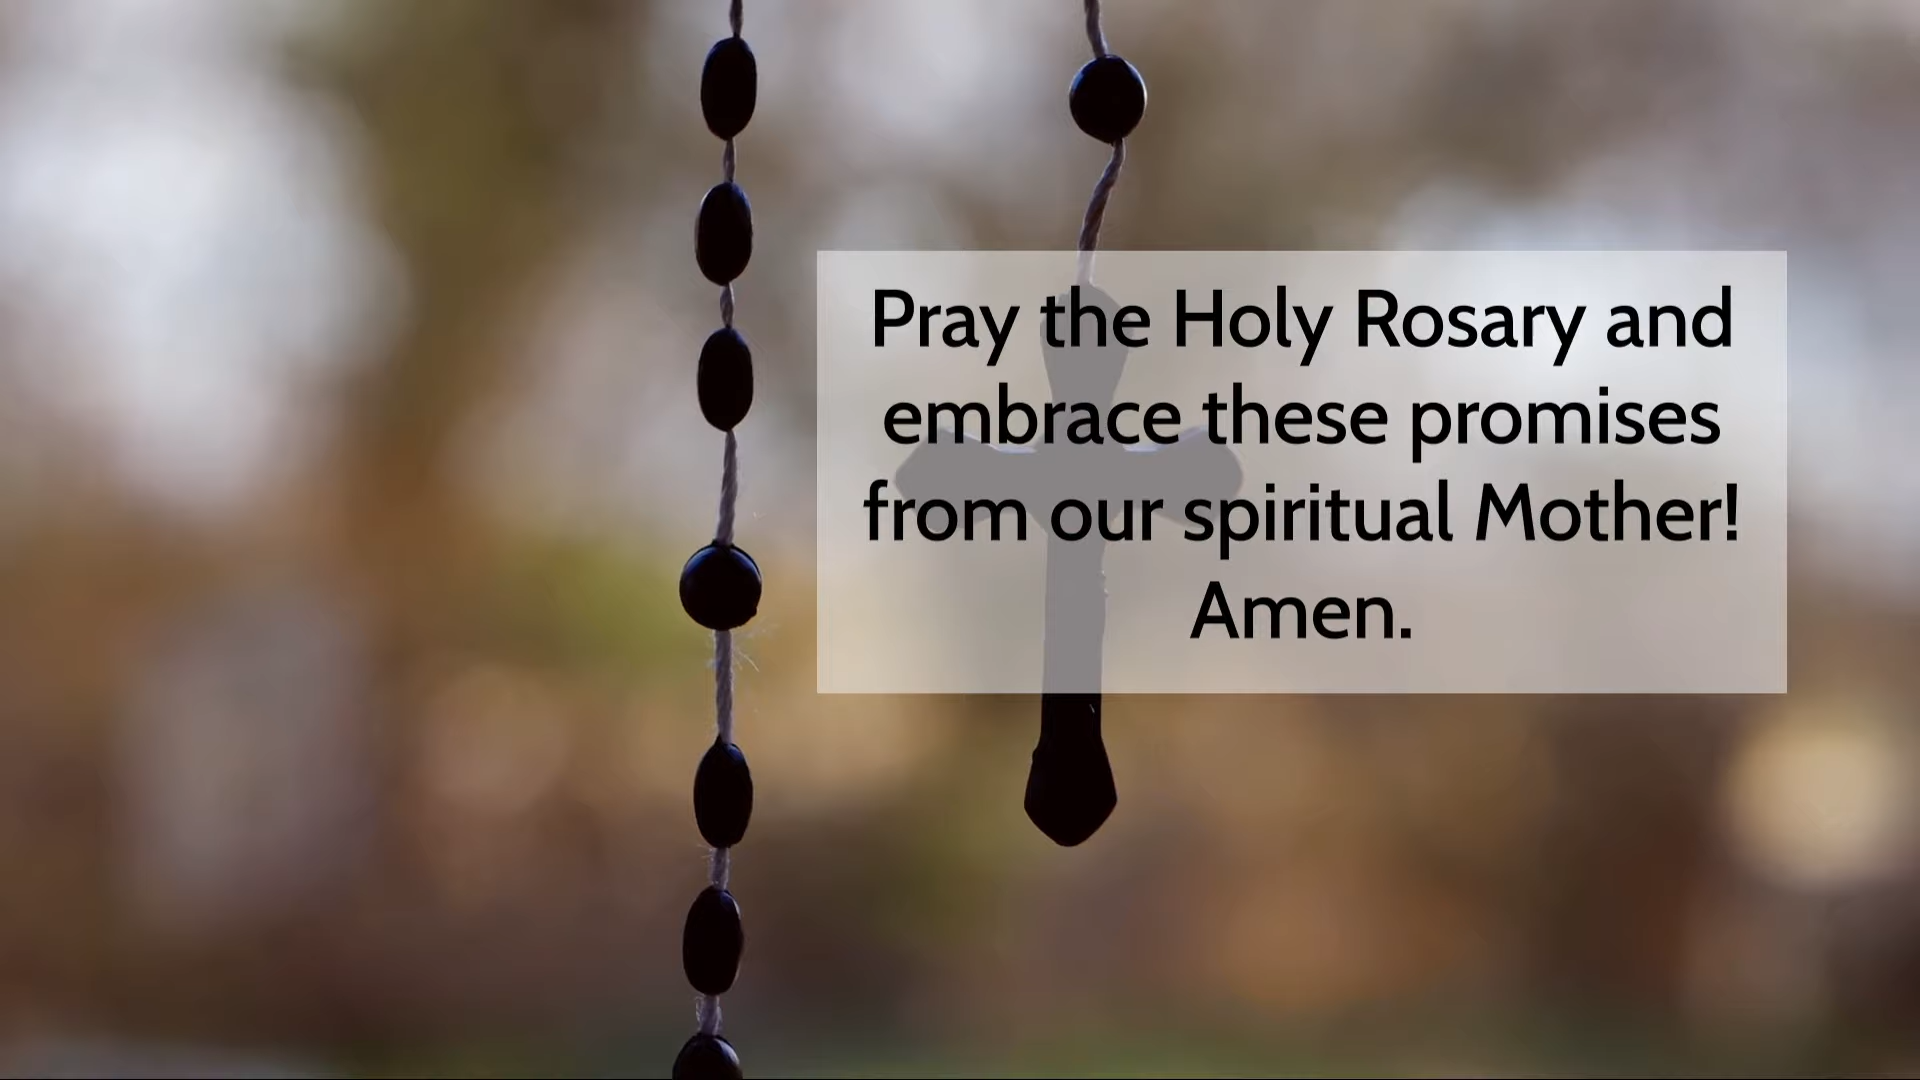 Pray the Holy Rosary and
embrace these promises
from our spiritual Mother!
Amen.